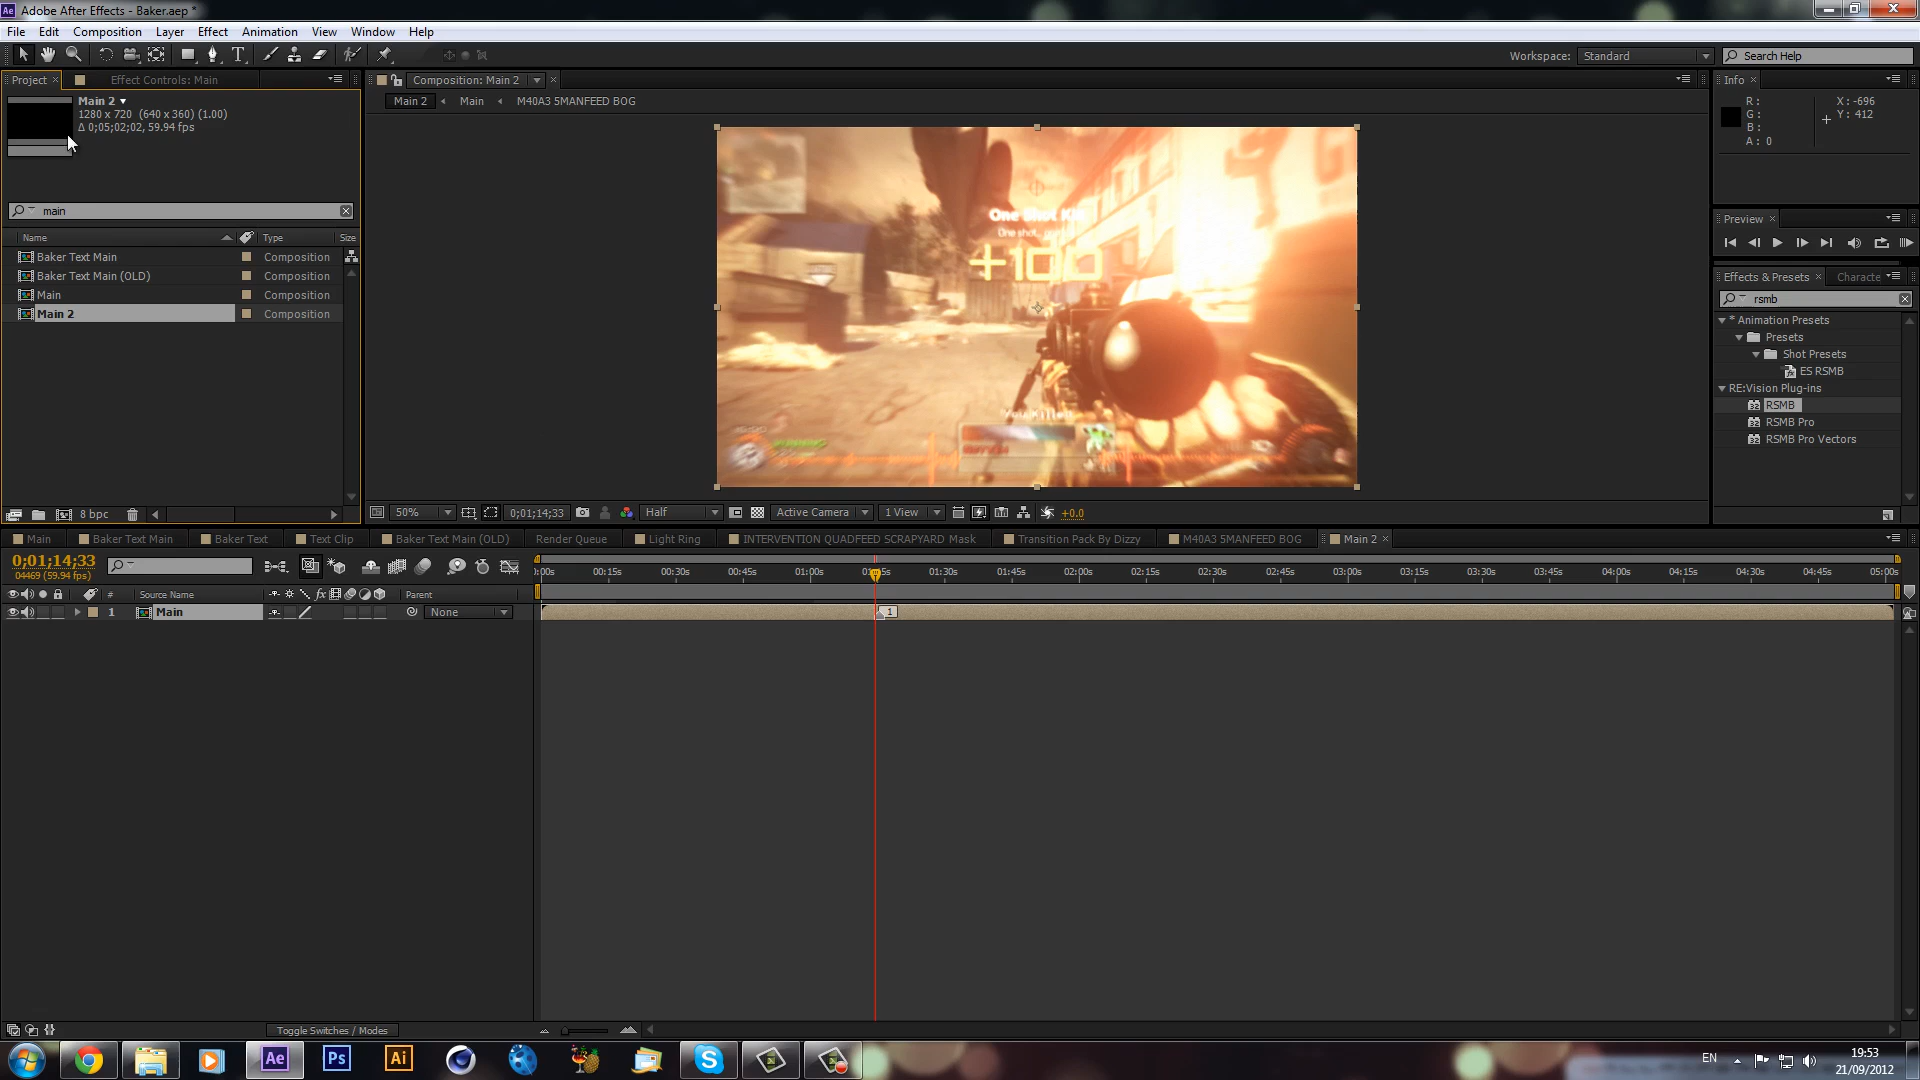 Adobe After Effects - Baker.aep *
File Edit Composition Layer Effect Animation View Window Help
Workspace: Standard Search Help
Project Effect Controls: Main
Main 2
1280 x 720 (640 x 360) (1.00)
Δ 0;05;02;02, 59.94 fps
main
Name Type Size
Baker Text Main Composition
Baker Text Main (OLD) Composition
Main Composition
Main 2 Composition
8 bpc
Composition: Main 2
Main 2 Main M40A3 5MANFEED BOG
One Shot Kill
+100
50% 0;01;14;33 Half Active Camera 1 View +0.0
Info
R : X : -696
G : Y : 412
B :
A : 0
Preview
Effects & Presets Characte
rsmb
* Animation Presets
Presets
Shot Presets
ES RSMB
RE:Vision Plug-ins
RSMB
RSMB Pro
RSMB Pro Vectors
Main Baker Text Main Baker Text Text Clip Baker Text Main (OLD) Render Queue Light Ring INTERVENTION QUADFEED SCRAPYARD Mask Transition Pack By Dizzy M40A3 5MANFEED BOG Main 2
0;01;14;33
04469 (59.94 fps)
00:15s 00:30s 00:45s 01:00s 01:30s 01:45s 02:00s 02:15s 02:30s 02:45s 03:00s 03:15s 03:30s 03:45s 04:00s 04:15s 04:30s 04:45s 05:00s
# Source Name Parent
1 Main None
1
Toggle Switches / Modes
Ae Ps Ai
EN
19:53
21/09/2012